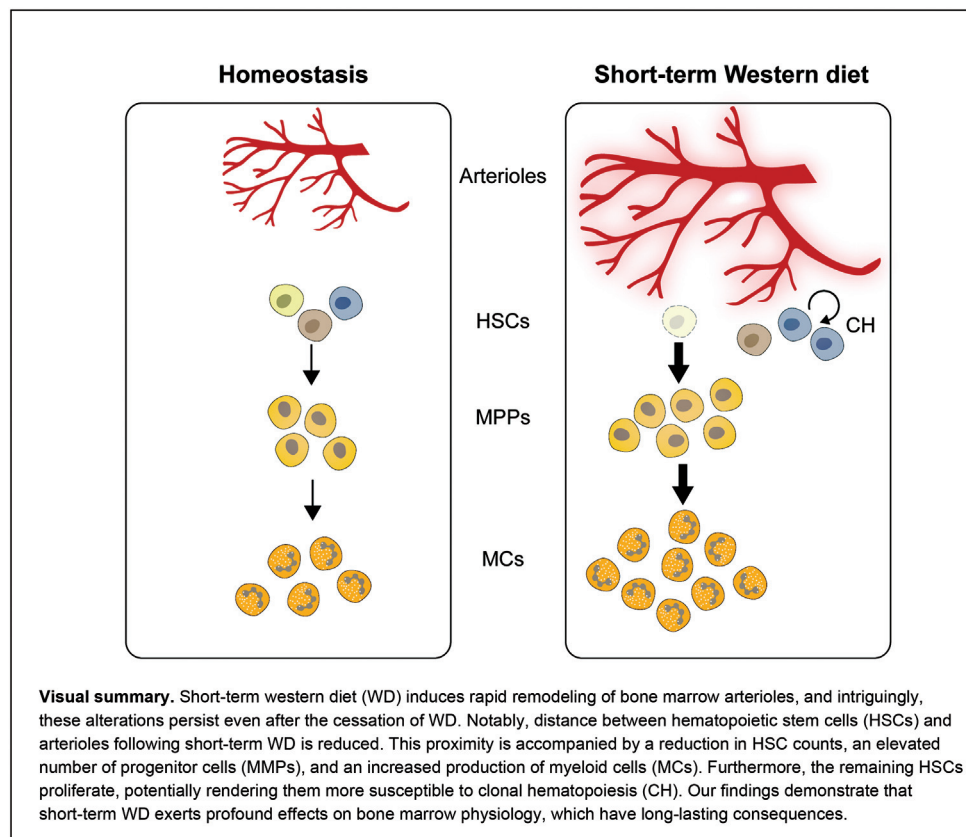 Homeostasis
Short-term Western diet
Arterioles
HSCs
CH
MPPs
MCs
Visual summary. Short-term western diet (WD) induces rapid remodeling of bone marrow arterioles, and intriguingly,
these alterations persist even after the cessation of WD. Notably, distance between hematopoietic stem cells (HSCs) and
arterioles following short-term WD is reduced. This proximity is accompanied by a reduction in HSC counts, an elevated
number of progenitor cells (MMPs), and an increased production of myeloid cells (MCs). Furthermore, the remaining HSCs
proliferate, potentially rendering them more susceptible to clonal hematopoiesis (CH). Our findings demonstrate that
short-term WD exerts profound effects on bone marrow physiology, which have long-lasting consequences.